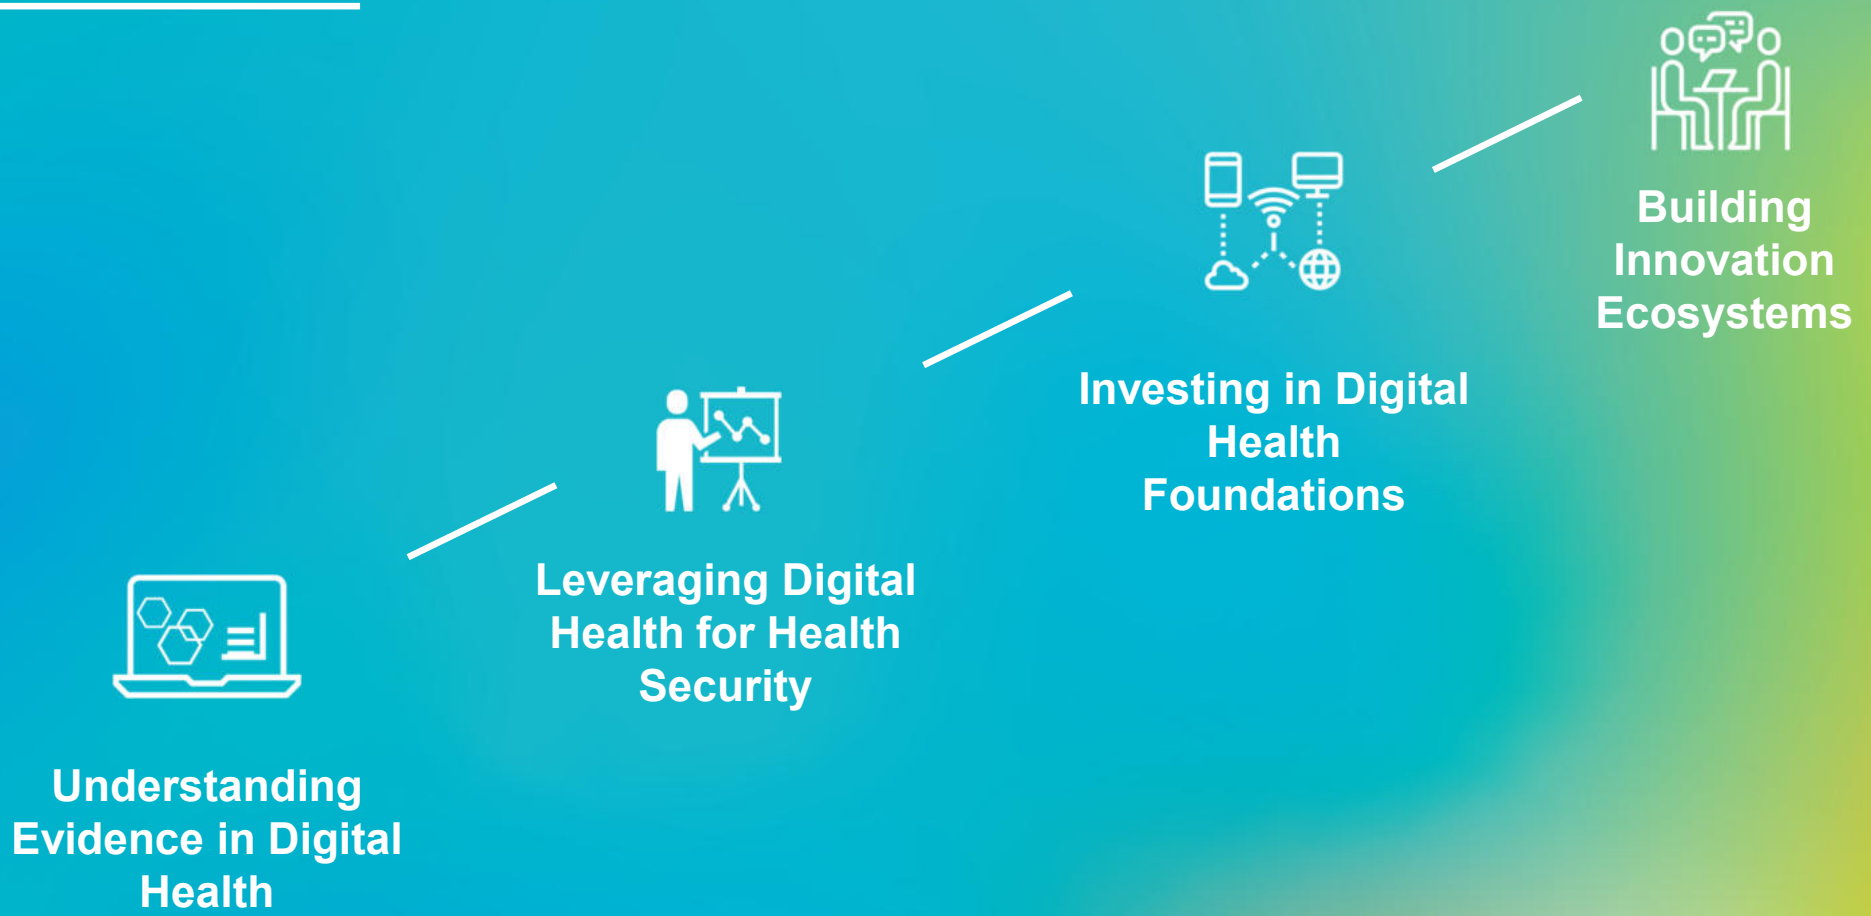 Understanding
Evidence in Digital
Health
Leveraging Digital
Health for Health
Security
Investing in Digital
Health
Foundations
Building
Innovation
Ecosystems